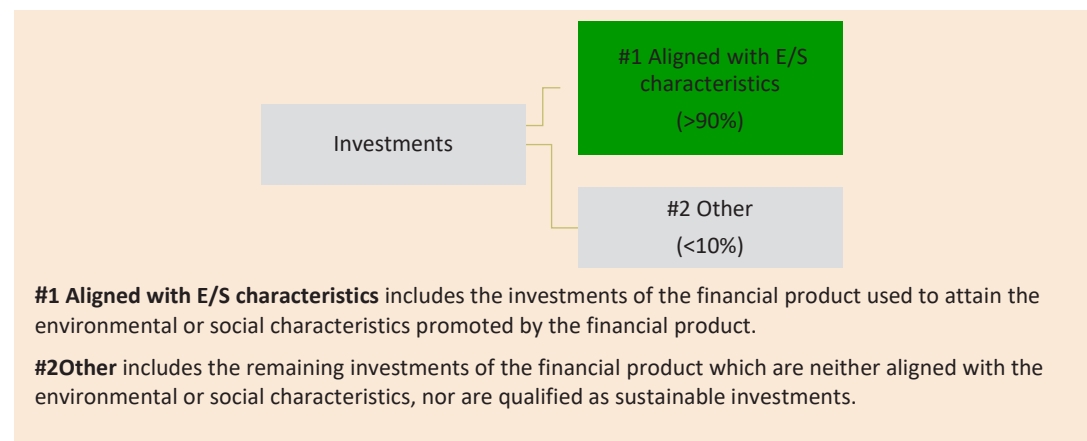 #1 Aligned with E/S
characteristics
(>90%)
Investments
#2 Other
(<10%)
#1 Aligned with E/S characteristics includes the investments of the financial product used to attain the
environmental or social characteristics promoted by the financial product.
#2Other includes the remaining investments of the financial product which are neither aligned with the
environmental or social characteristics, nor are qualified as sustainable investments.